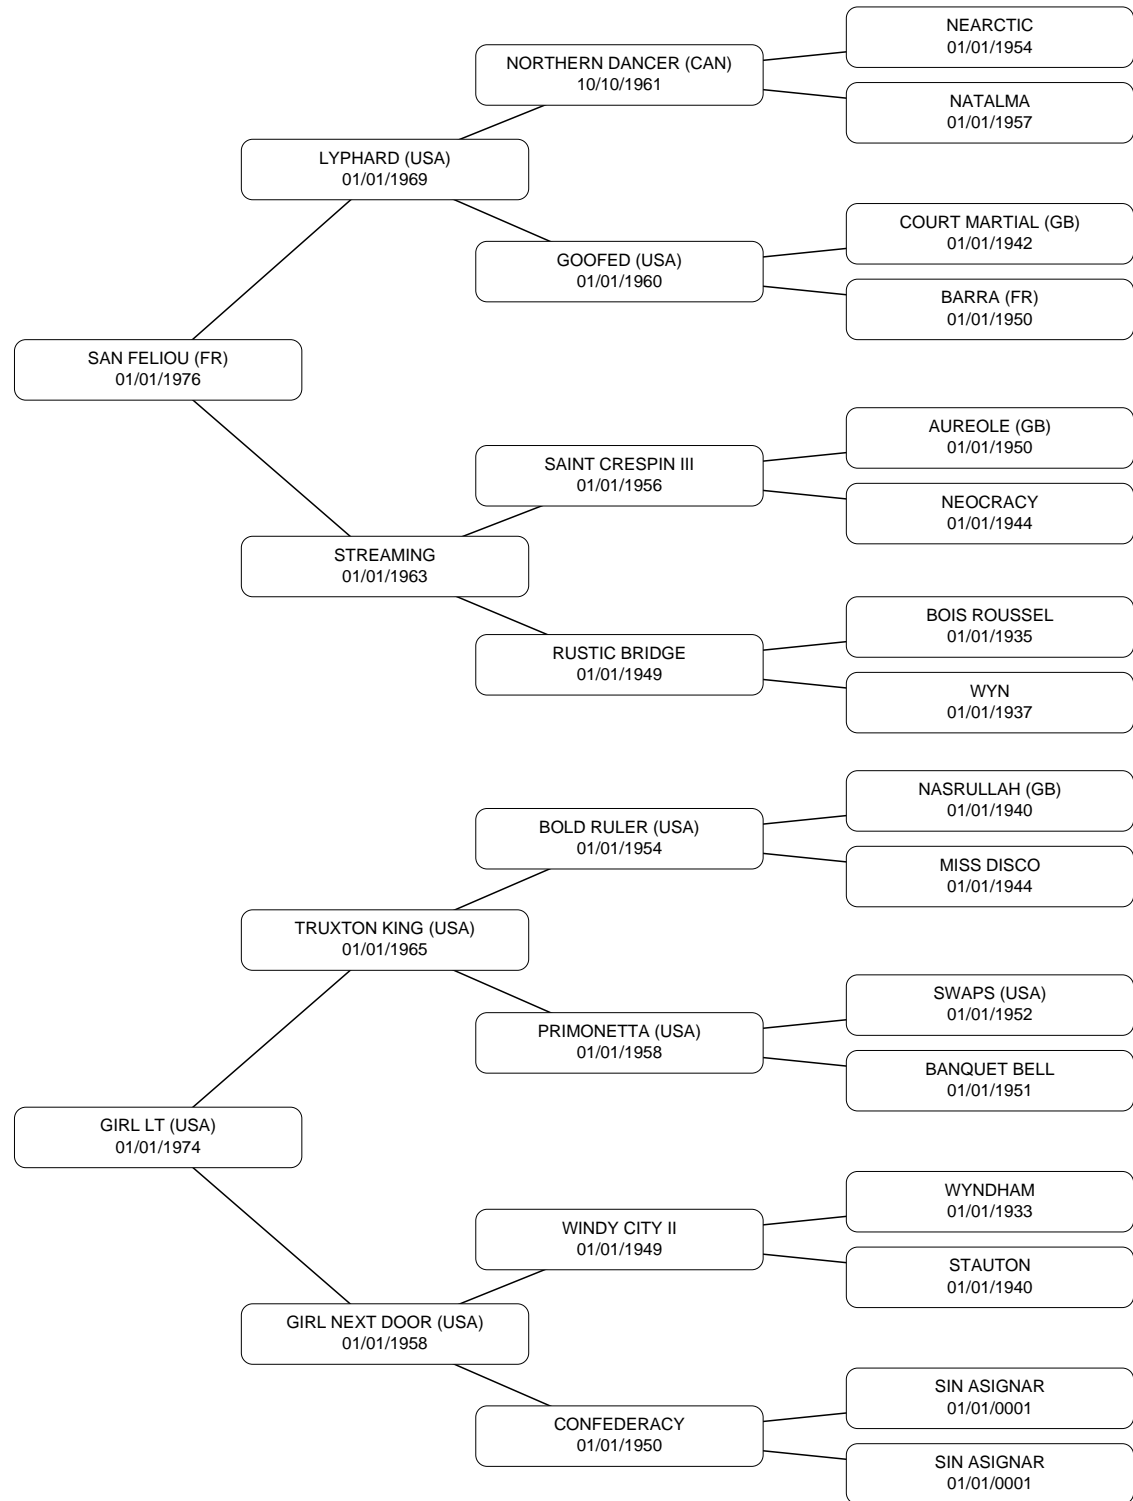 NEARCTIC
01/01/1954
NORTHERN DANCER (CAN)
10/10/1961
NATALMA
01/01/1957
LYPHARD (USA)
01/01/1969
COURT MARTIAL (GB)
01/01/1942
GOOFED (USA)
01/01/1960
BARRA (FR)
01/01/1950
SAN FELIOU (FR)
01/01/1976
AUREOLE (GB)
01/01/1950
SAINT CRESPIN III
01/01/1956
NEOCRACY
01/01/1944
STREAMING
01/01/1963
BOIS ROUSSEL
01/01/1935
RUSTIC BRIDGE
01/01/1949
WYN
01/01/1937
NASRULLAH (GB)
01/01/1940
BOLD RULER (USA)
01/01/1954
MISS DISCO
01/01/1944
TRUXTON KING (USA)
01/01/1965
SWAPS (USA)
01/01/1952
PRIMONETTA (USA)
01/01/1958
BANQUET BELL
01/01/1951
GIRL LT (USA)
01/01/1974
WYNDHAM
01/01/1933
WINDY CITY II
01/01/1949
STAUTON
01/01/1940
GIRL NEXT DOOR (USA)
01/01/1958
SIN ASIGNAR
01/01/0001
CONFEDERACY
01/01/1950
SIN ASIGNAR
01/01/0001